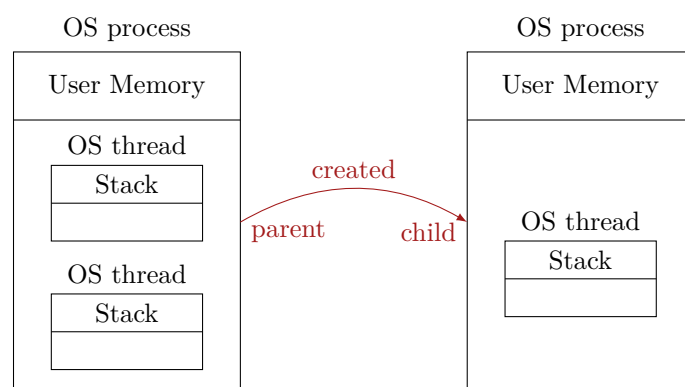 OS process
User Memory
OS thread
Stack
OS thread
Stack
created
parent
child
OS process
User Memory
OS thread
Stack